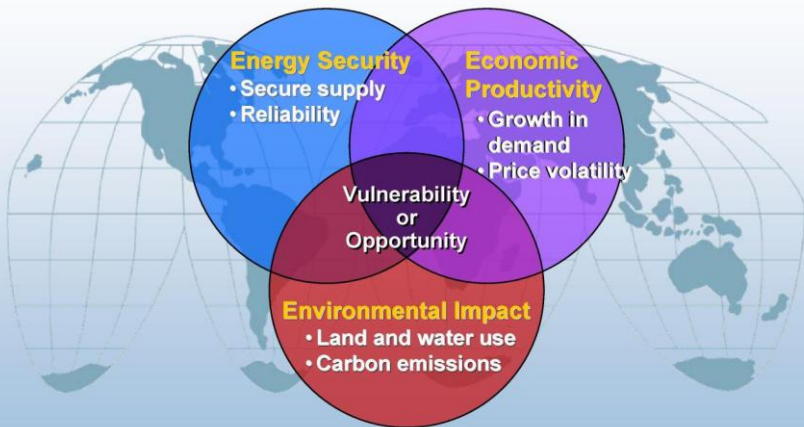 Energy Security
• Secure supply
• Reliability
Economic
Productivity
• Growth in
demand
• Price volatility
Vulnerability
or
Opportunity
Environmental Impact
• Land and water use
• Carbon emissions